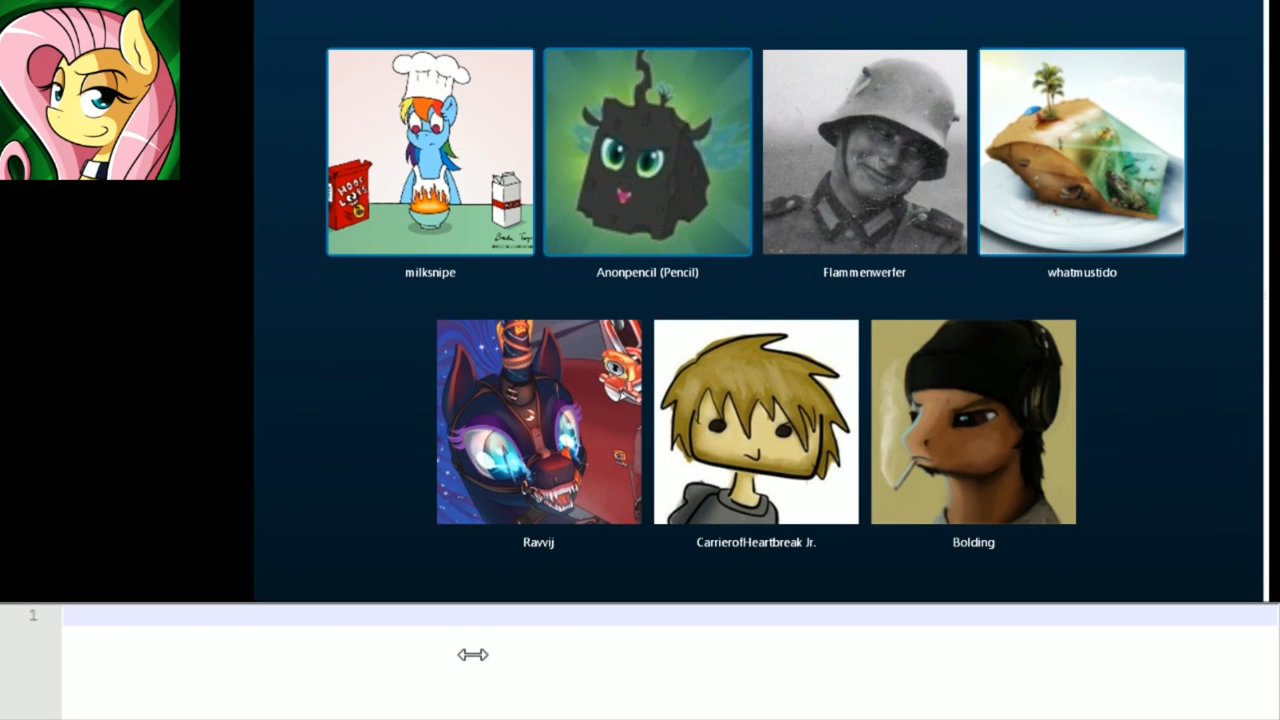 milksnipe
Anonpencil (Pencil)
Flammenwerfer
whatmustido
Ravvij
CarrierofHeartbreak Jr.
Bolding
1